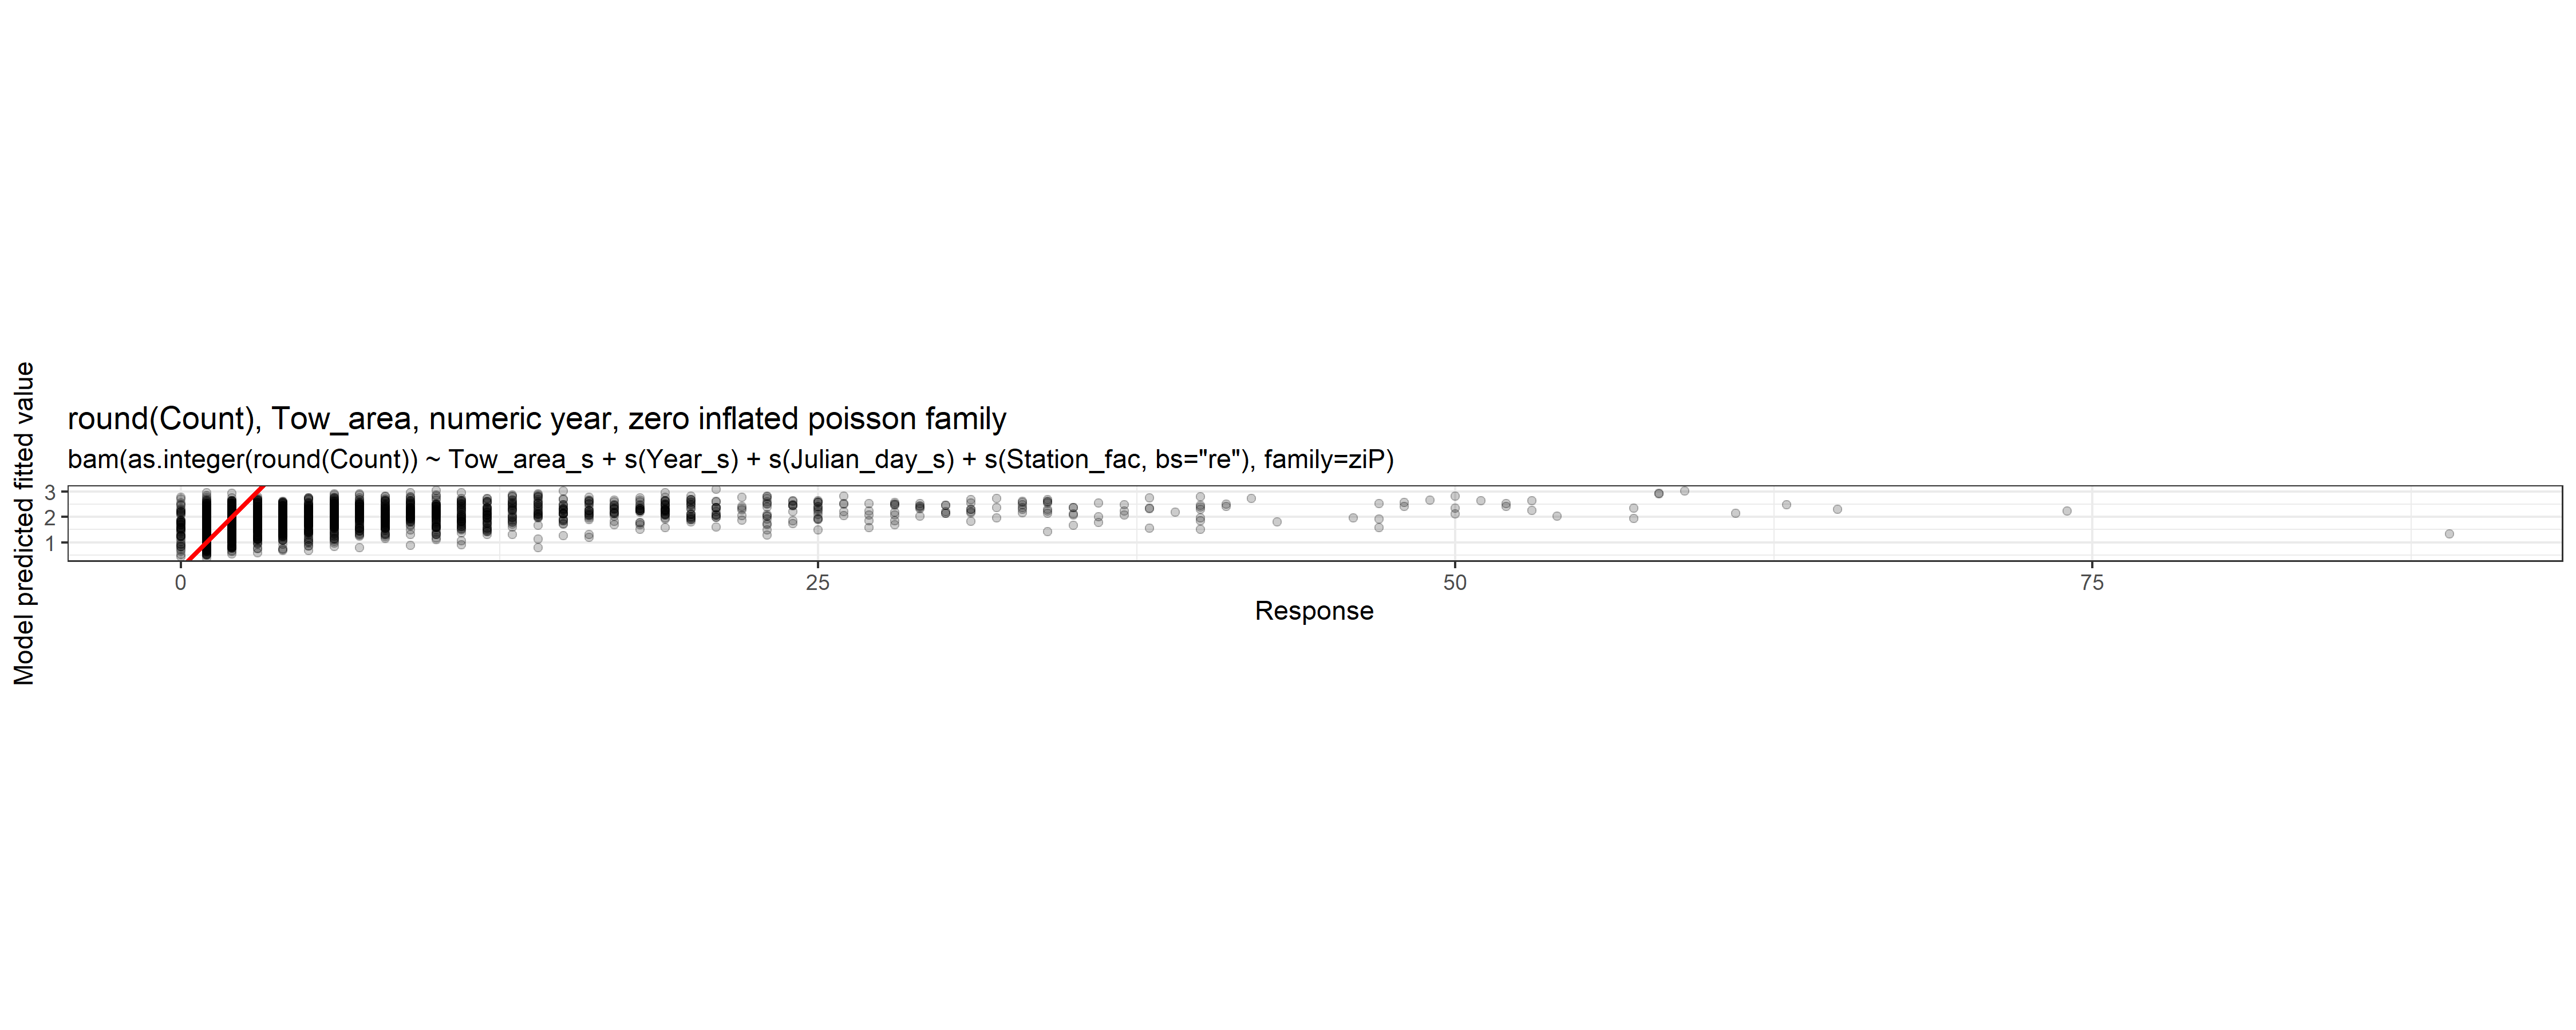 round(Count), Tow_area, numeric year, zero inflated poisson family
bam(as.integer(round(Count)) ~ Tow_area_s + s(Year_s) + s(Julian_day_s) + s(Station_fac, bs="re"), family=ziP)
Model predicted fitted value
3
2
1
0
25
50
75
Response